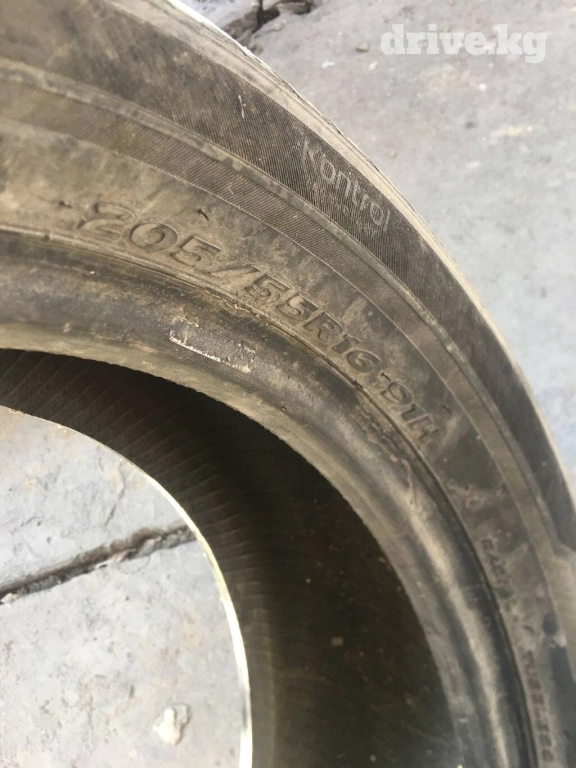 drive.kg
Kontrol
205/55R16 91H